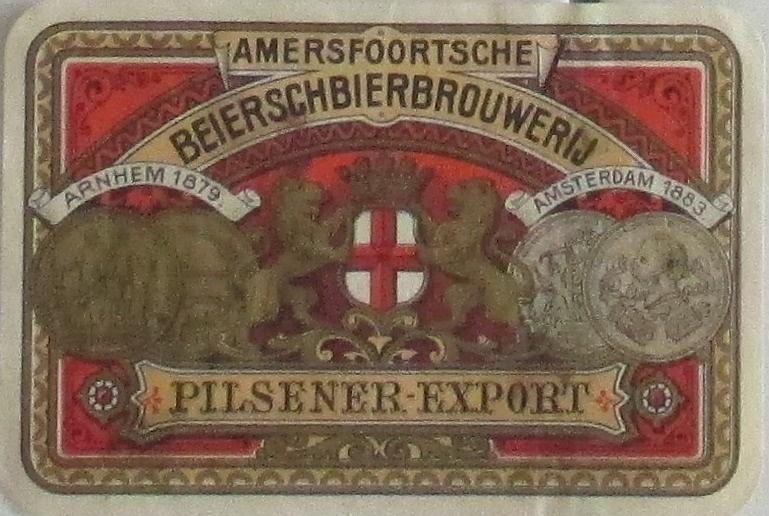 AMERSFOORTSCHE
BEIERSCHBIERBROUWERIJ
ARNHEM 1879
AMSTERDAM 1883
PILSENER-EXPORT